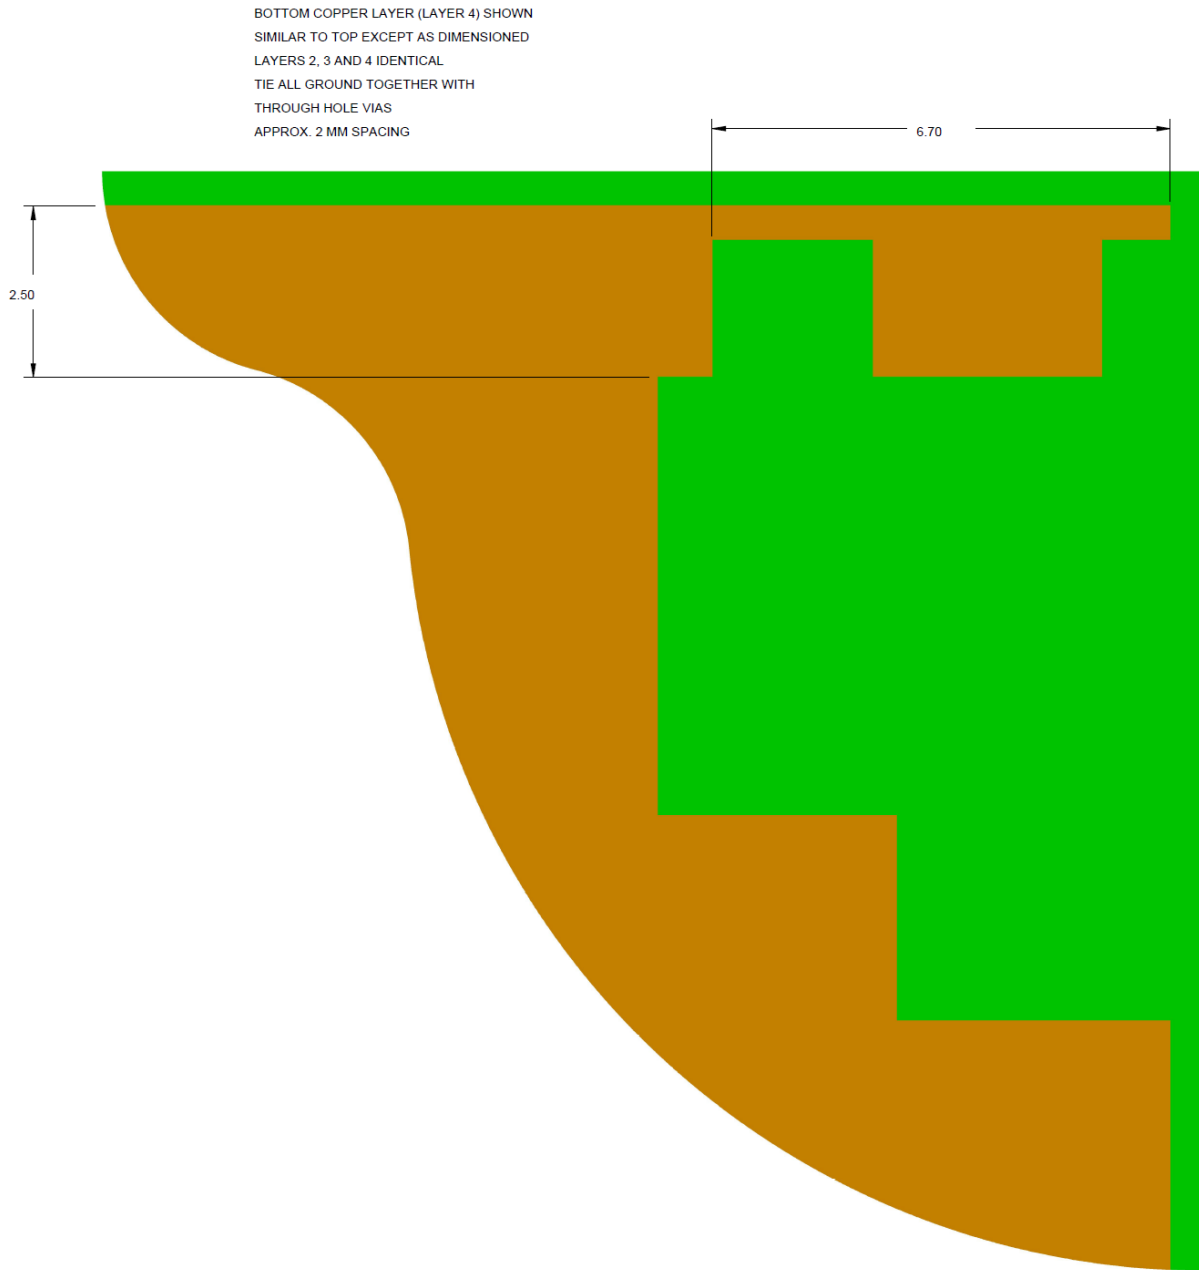 BOTTOM COPPER LAYER (LAYER 4) SHOWN
SIMILAR TO TOP EXCEPT AS DIMENSIONED
LAYERS 2, 3 AND 4 IDENTICAL
TIE ALL GROUND TOGETHER WITH
THROUGH HOLE VIAS
APPROX. 2 MM SPACING
6.70
2.50